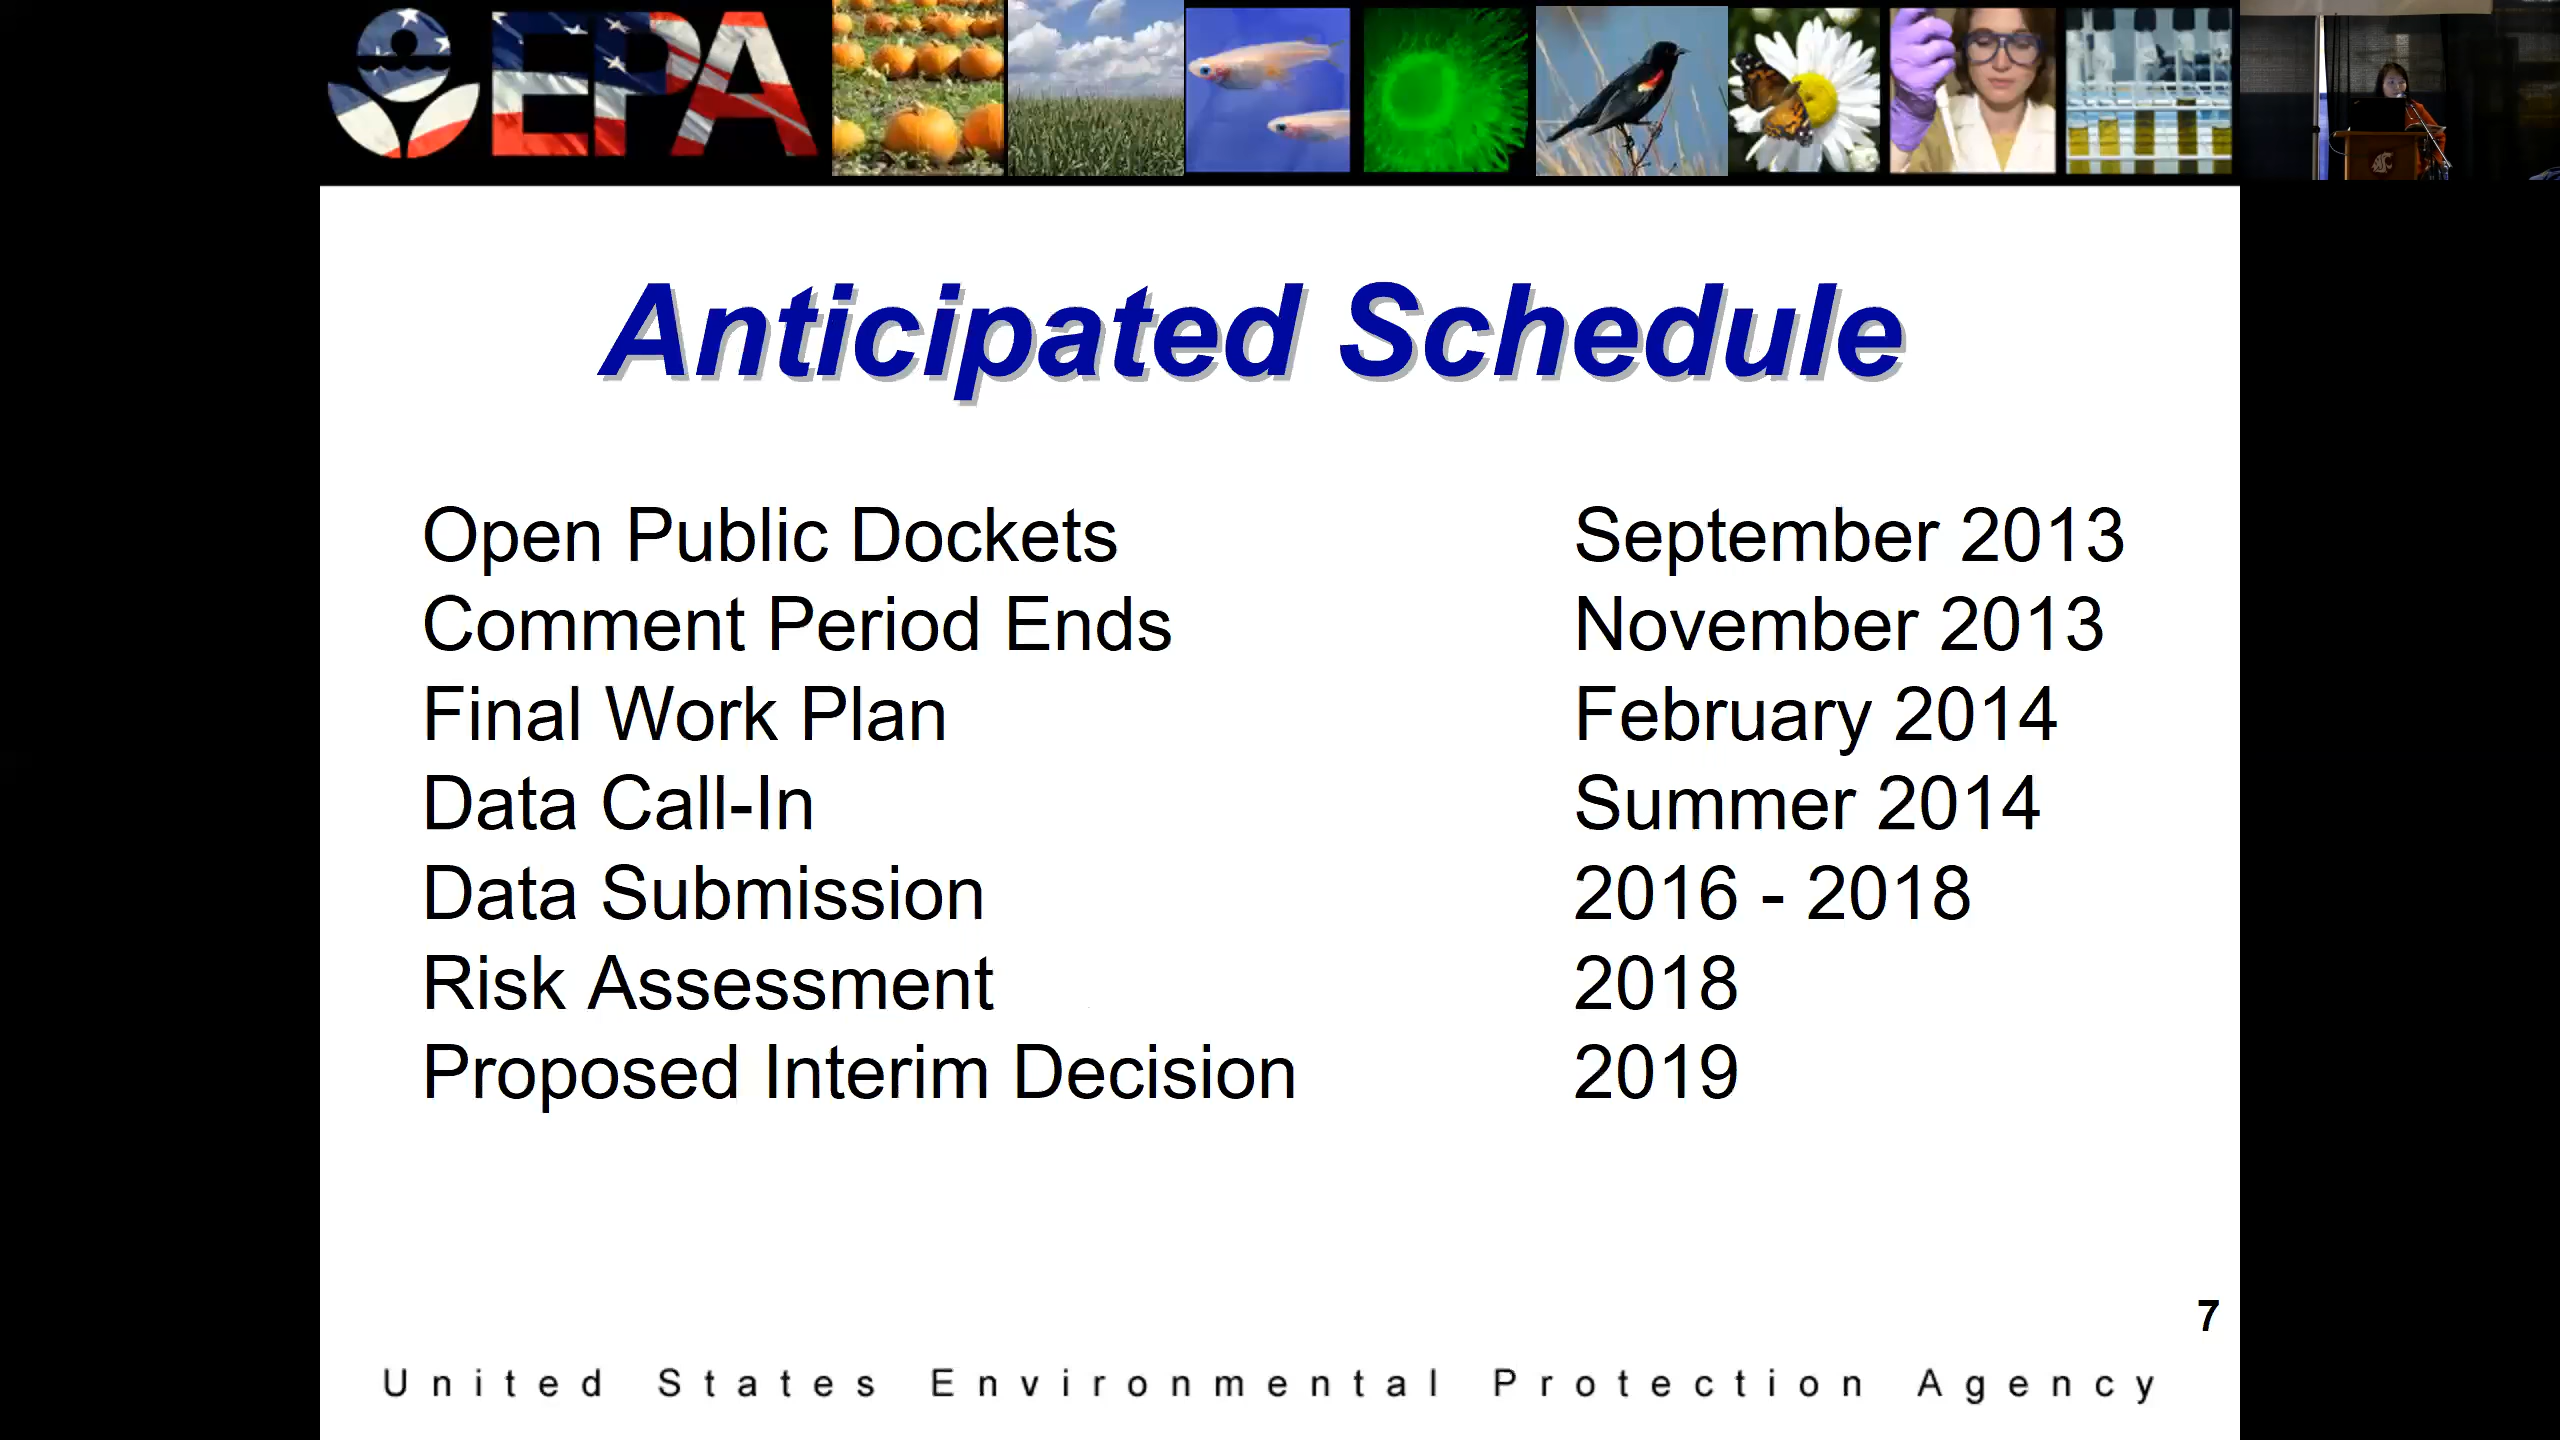 EPA
Anticipated Schedule
Open Public Dockets September 2013
Comment Period Ends November 2013
Final Work Plan February 2014
Data Call-In Summer 2014
Data Submission 2016 - 2018
Risk Assessment 2018
Proposed Interim Decision 2019
7
United States Environmental Protection Agency